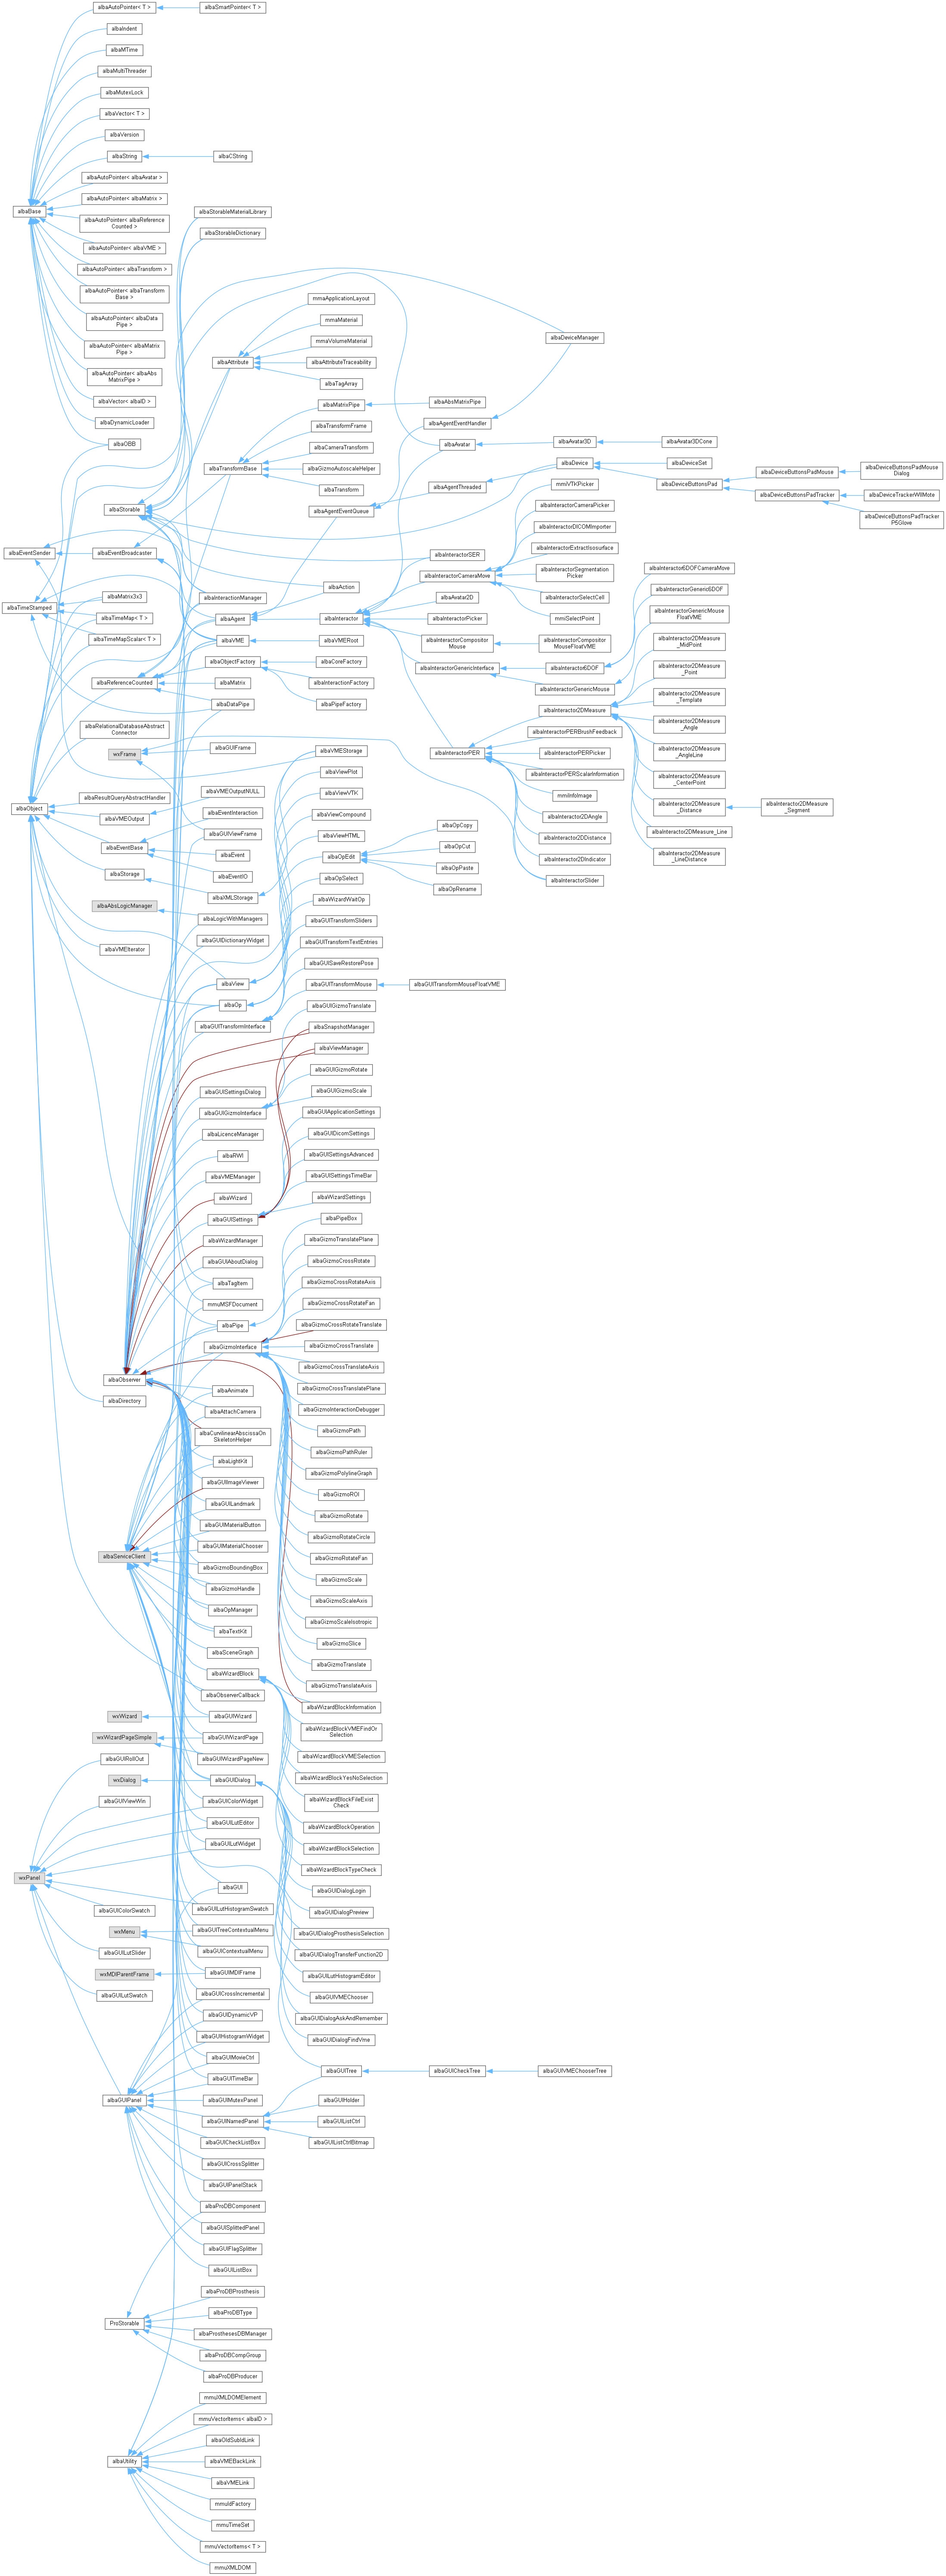 albaAutoPointer< T >
albaSmartPointer< T >
albaIndent
albaMTime
albaMultiThreader
albaMutexLock
albaVector< T >
albaVersion
albaString
albaCString
albaAutoPointer< albaAvatar >
albaAutoPointer< albaMatrix >
albaBase
albaAutoPointer< albaReference
Counted >
albaAutoPointer< albaVME >
albaAutoPointer< albaTransform >
albaAutoPointer< albaTransform
Base >
albaAutoPointer< albaData
Pipe >
albaAutoPointer< albaMatrix
Pipe >
albaAutoPointer< albaAbs
MatrixPipe >
albaVector< albaID >
albaDynamicLoader
albaOBB
albaStorableMaterialLibrary
albaStorableDictionary
mmaApplicationLayout
mmaMaterial
mmaVolumeMaterial
albaAttribute
albaAttributeTraceability
albaTagArray
albaDeviceManager
albaMatrixPipe
albaAbsMatrixPipe
albaTransformFrame
albaAgentEventHandler
albaAvatar
albaAvatar3D
albaAvatar3DCone
albaCameraTransform
albaTransformBase
albaGizmoAutoscaleHelper
albaTransform
albaDevice
albaDeviceSet
albaDeviceButtonsPadMouse
albaDeviceButtonsPadMouse
Dialog
albaDeviceButtonsPad
albaDeviceButtonsPadTracker
albaDeviceTrackerWIIMote
albaDeviceButtonsPadTracker
P5Glove
albaAgentThreaded
albaAgentEventQueue
albaStorable
mmiVTKPicker
albaInteractorCameraPicker
albaInteractorDICOMImporter
albaInteractorExtractIsosurface
albaInteractorSegmentation
Picker
albaInteractorSelectCell
mmiSelectPoint
albaEventSender
albaEventBroadcaster
albaInteractorSER
albaInteractorCameraMove
albaAction
albaInteractionManager
albaAvatar2D
albaTimeStamped
albaMatrix3x3
albaTimeMap< T >
albaTimeMapScalar< T >
albaAgent
albaInteractor
albaInteractorPicker
albaVME
albaVMERoot
albaInteractorCompositor
Mouse
albaInteractorCompositor
MouseFloatVME
albaObjectFactory
albaCoreFactory
albaInteractorGenericInterface
albaInteractor6DOF
albaInteractor6DOFCameraMove
albaInteractorGeneric6DOF
albaInteractorGenericMouse
albaInteractorGenericMouse
FloatVME
albaReferenceCounted
albaMatrix
albaInteractionFactory
albaDataPipe
albaPipeFactory
albaInteractor2DMeasure
albaInteractor2DMeasure
_MidPoint
albaInteractor2DMeasure
_Point
albaInteractor2DMeasure
_Template
albaInteractor2DMeasure
_Angle
albaInteractor2DMeasure
_AngleLine
albaInteractor2DMeasure
_CenterPoint
albaInteractor2DMeasure
_Distance
albaInteractor2DMeasure
_Segment
albaInteractor2DMeasure_Line
albaInteractor2DMeasure
_LineDistance
albaRelationalDatabaseAbstract
Connector
wxFrame
albaGUIFrame
albaVMEStorage
albaInteractorPER
albaInteractorPERBrushFeedback
albaInteractorPERPicker
albaInteractorPERScalarInformation
mmiInfoImage
albaInteractor2DAngle
albaInteractor2DDistance
albaInteractor2DIndicator
albaInteractorSlider
albaResultQueryAbstractHandler
albaObject
albaVMEOutput
albaVMEOutputNULL
albaEventInteraction
albaGUIViewFrame
albaEventBase
albaEvent
albaEventIO
albaStorage
albaXMLStorage
albaViewPlot
albaViewVTK
albaViewCompound
albaViewHTML
albaOpEdit
albaOpCopy
albaOpCut
albaOpPaste
albaOpRename
albaOpSelect
albaWizardWaitOp
albaAbsLogicManager
albaLogicWithManagers
albaGUIDictionaryWidget
albaVMEIterator
albaGUITransformSliders
albaGUITransformTextEntries
albaGUISaveRestorePose
albaView
albaGUITransformMouse
albaGUITransformMouseFloatVME
albaOp
albaGUITransformInterface
albaGUIGizmoTranslate
albaSnapshotManager
albaViewManager
albaGUIGizmoRotate
albaGUIGizmoScale
albaGUISettingsDialog
albaGUIGizmoInterface
albaGUIApplicationSettings
albaLicenceManager
albaGUIDicomSettings
albaRWI
albaGUISettingsAdvanced
albaVMEManager
albaGUISettingsTimeBar
albaWizard
albaWizardSettings
albaGUISettings
albaPipeBox
albaWizardManager
albaGizmoTranslatePlane
albaGUIAboutDialog
albaGizmoCrossRotate
albaTagItem
albaGizmoCrossRotateAxis
mmuMSFDocument
albaGizmoCrossRotateFan
albaPipe
albaGizmoCrossRotateTranslate
albaGizmoInterface
albaGizmoCrossTranslate
albaGizmoCrossTranslateAxis
albaObserver
albaGizmoCrossTranslatePlane
albaAnimate
albaDirectory
albaGizmoInteractionDebugger
albaAttachCamera
albaGizmoPath
albaCurvilinearAbscissaOn
SkeletonHelper
albaGizmoPathRuler
albaLightKit
albaGizmoPolylineGraph
albaGUIImageViewer
albaGizmoROI
albaGUILandmark
albaGizmoRotate
albaGUIMaterialButton
albaGizmoRotateCircle
albaGUIMaterialChooser
albaGizmoRotateFan
albaServiceClient
albaGizmoBoundingBox
albaGizmoScale
albaGizmoHandle
albaGizmoScaleAxis
albaOpManager
albaGizmoScaleIsotropic
albaTextKit
albaGizmoSlice
albaSceneGraph
albaGizmoTranslate
albaWizardBlock
albaGizmoTranslateAxis
albaObserverCallback
albaWizardBlockInformation
wxWizard
albaGUIWizard
albaWizardBlockVMEFindOr
Selection
wxWizardPageSimple
albaGUIWizardPage
albaWizardBlockVMESelection
albaGUIWizardPageNew
albaGUIRollOut
wxDialog
albaGUIDialog
albaWizardBlockYesNoSelection
albaGUIViewWin
albaGUIColorWidget
albaWizardBlockFileExist
Check
albaGUILutEditor
albaWizardBlockOperation
albaGUILutWidget
albaWizardBlockSelection
wxPanel
albaGUI
albaWizardBlockTypeCheck
albaGUIDialogLogin
albaGUIColorSwatch
albaGUILutHistogramSwatch
albaGUIDialogPreview
wxMenu
albaGUITreeContextualMenu
albaGUIDialogProsthesisSelection
albaGUILutSlider
albaGUIContextualMenu
albaGUIDialogTransferFunction2D
wxMDIParentFrame
albaGUIMDIFrame
albaGUILutHistogramEditor
albaGUILutSwatch
albaGUICrossIncremental
albaGUIVMEChooser
albaGUIDynamicVP
albaGUIDialogAskAndRemember
albaGUIHistogramWidget
albaGUIDialogFindVme
albaGUIMovieCtrl
albaGUITimeBar
albaGUITree
albaGUICheckTree
albaGUIVMEChooserTree
albaGUIPanel
albaGUIMutexPanel
albaGUIHolder
albaGUINamedPanel
albaGUIListCtrl
albaGUICheckListBox
albaGUIListCtrlBitmap
albaGUICrossSplitter
albaGUIPanelStack
albaProDBComponent
albaGUISplittedPanel
albaGUIFlagSplitter
albaGUIListBox
albaProDBProsthesis
albaProDBType
ProStorable
albaProsthesesDBManager
albaProDBCompGroup
albaProDBProducer
mmuXMLDOMElement
mmuVectorItems< albaID >
albaOldSubIdLink
albaUtility
albaVMEBackLink
albaVMELink
mmuIdFactory
mmuTimeSet
mmuVectorItems< T >
mmuXMLDOM